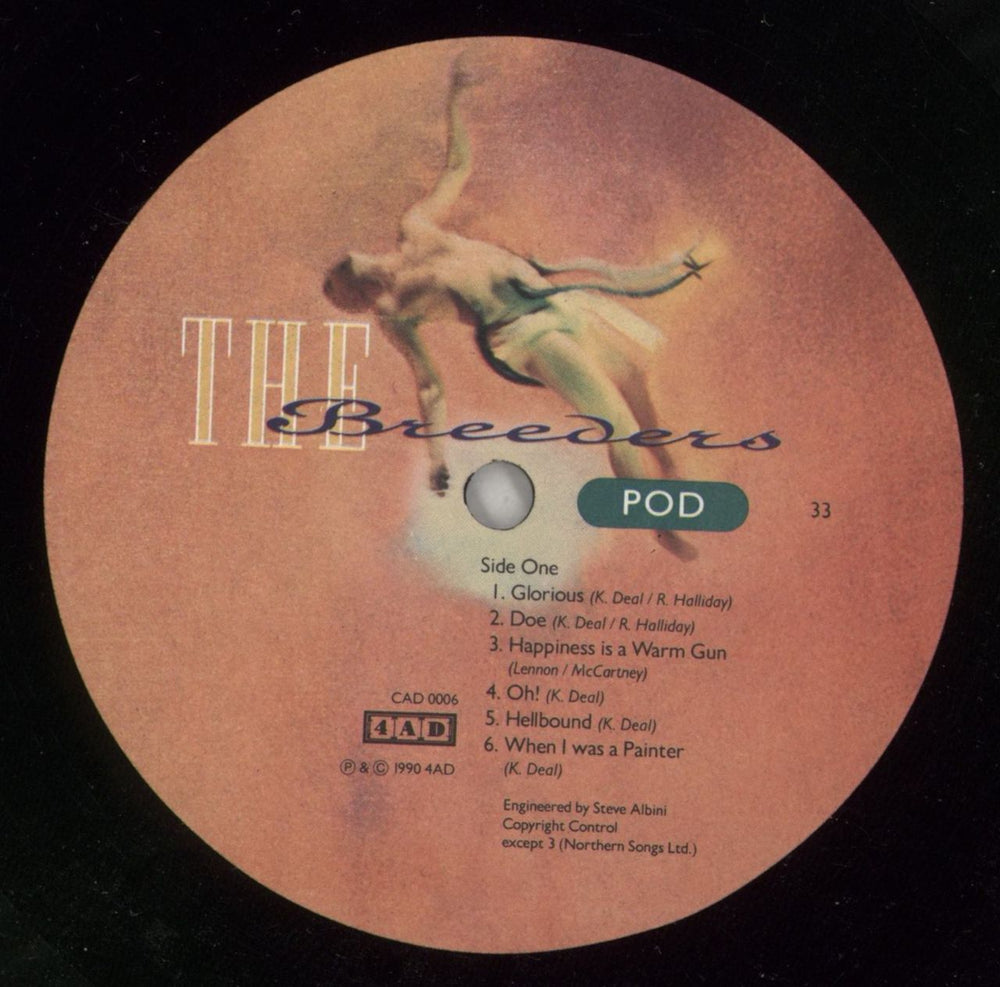 THE
Breeders
POD
33
Side One
1. Glorious (K. Deal / R. Halliday)
2. Doe (K. Deal / R. Halliday)
3. Happiness is a Warm Gun
(Lennon / McCartney)
4. Oh! (K. Deal)
5. Hellbound (K. Deal)
6. When I was a Painter
(K. Deal)
CAD 0006
4AD
Ⓟ & © 1990 4AD
Engineered by Steve Albini
Copyright Control
except 3 (Northern Songs Ltd.)